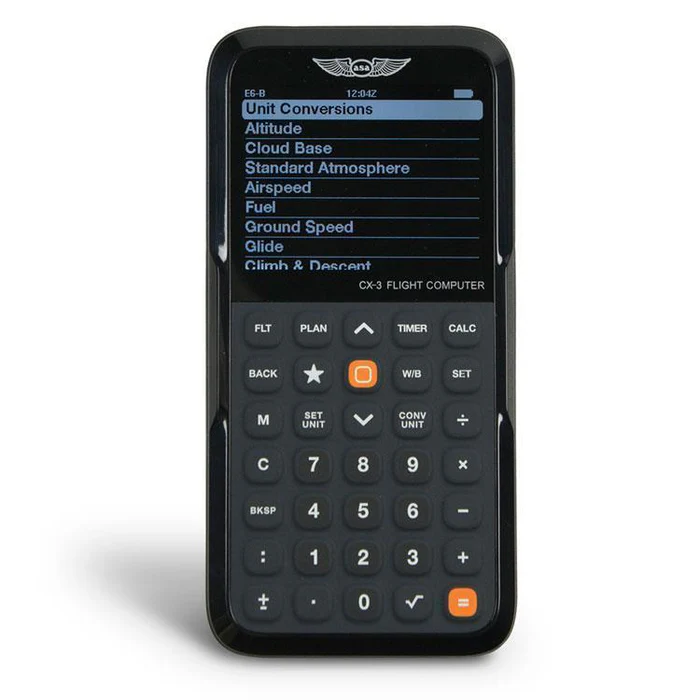 asa
E6-B 12:04Z
Unit Conversions
Altitude
Cloud Base
Standard Atmosphere
Airspeed
Fuel
Ground Speed
Glide
Climb & Descent
CX-3 FLIGHT COMPUTER
FLT PLAN TIMER CALC
BACK W/B SET
M SET UNIT CONV UNIT ÷
C 7 8 9 ×
BKSP 4 5 6 −
: 1 2 3 +
± · 0 √ =